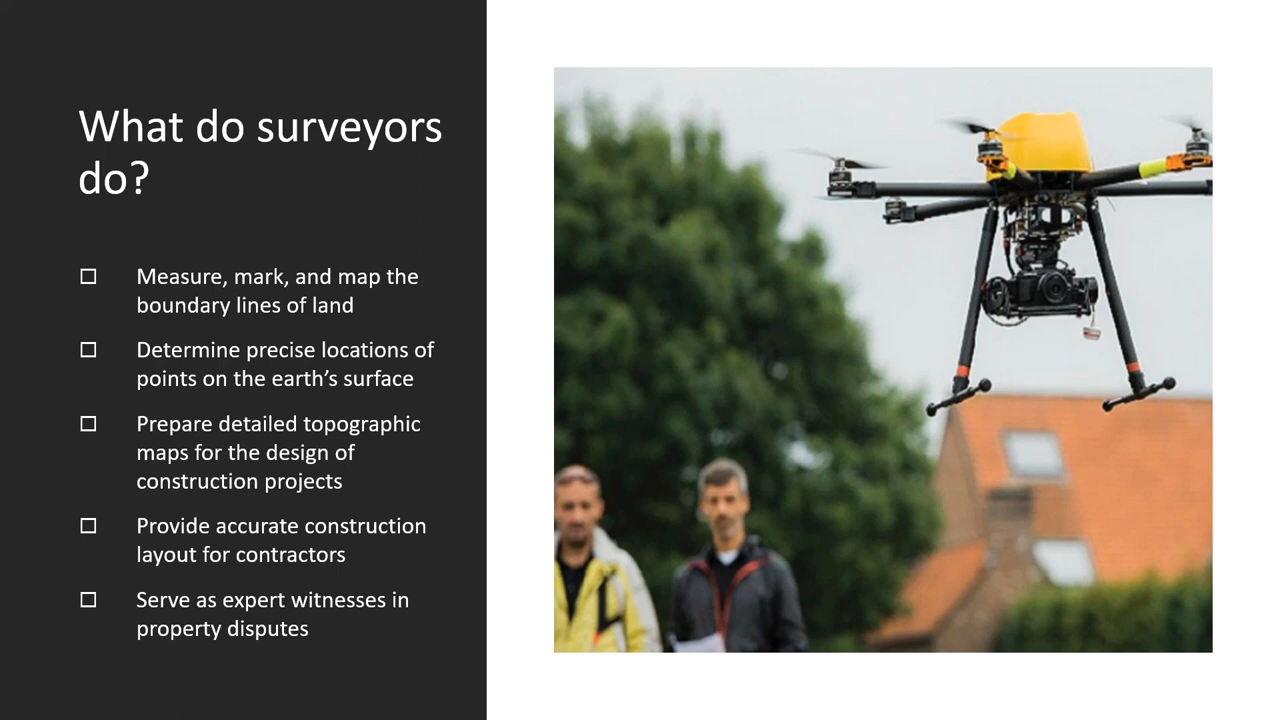 What do surveyors
do?
Measure, mark, and map the
boundary lines of land
Determine precise locations of
points on the earth’s surface
Prepare detailed topographic
maps for the design of
construction projects
Provide accurate construction
layout for contractors
Serve as expert witnesses in
property disputes